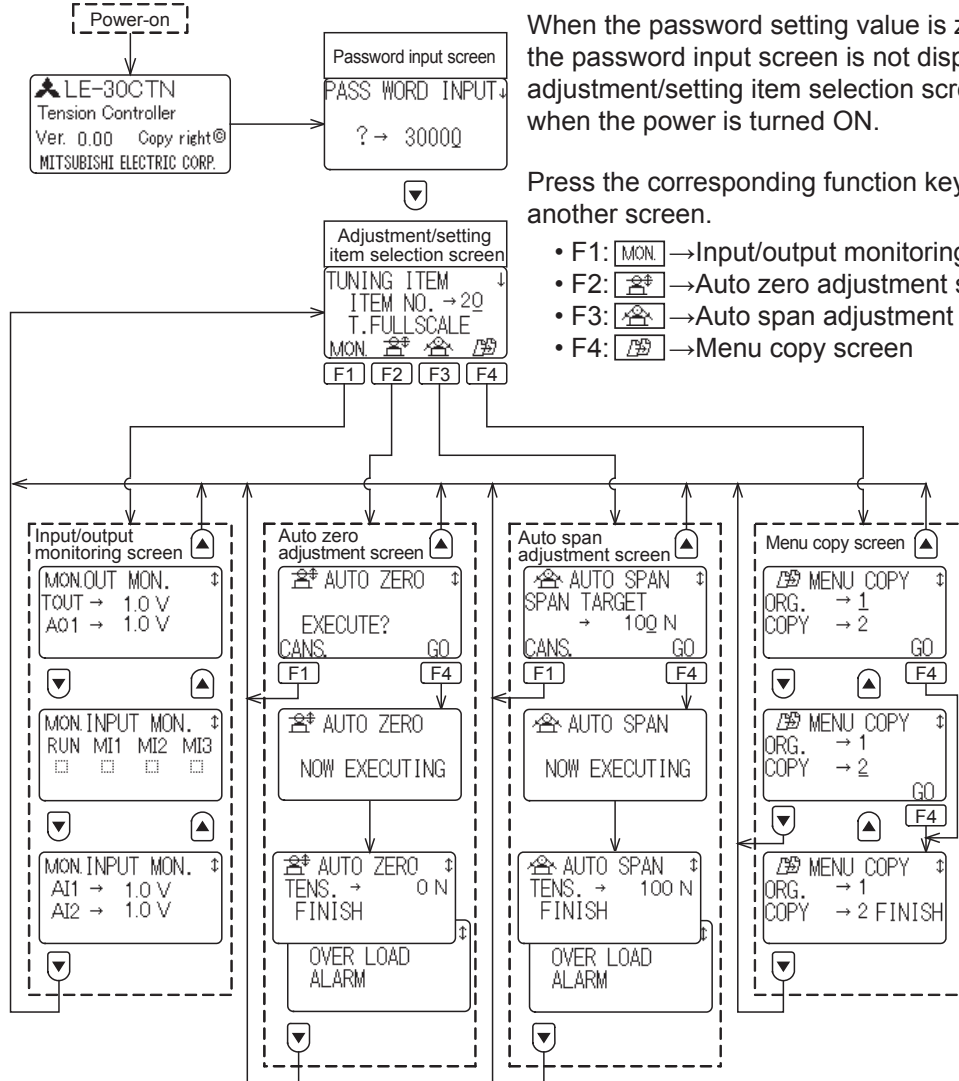 Power-on
LE-30CTN
Tension Controller
Ver. 0.00 Copy right©
MITSUBISHI ELECTRIC CORP.
Password input screen
PASS WORD INPUT↓
?→ 30000
When the password setting value is z
the password input screen is not disp
adjustment/setting item selection scre
when the power is turned ON.
Press the corresponding function key
another screen.
• F1: MON. →Input/output monitoring
• F2: →Auto zero adjustment s
• F3: →Auto span adjustment
• F4: →Menu copy screen
▼
Adjustment/setting
item selection screen
TUNING ITEM ↓
ITEM NO. →20
T.FULLSCALE
MON.
F1 F2 F3 F4
Input/output
monitoring screen ▲
MON.OUT MON. ↕
TOUT → 1.0 V
AO1 → 1.0 V
▼ ▲
MON.INPUT MON. ↕
RUN MI1 MI2 MI3
▼ ▲
MON.INPUT MON. ↕
AI1 → 1.0 V
AI2 → 1.0 V
▼
Auto zero
adjustment screen ▲
AUTO ZERO ↕
EXECUTE?
CANS. GO
F1 F4
AUTO ZERO
NOW EXECUTING
AUTO ZERO ↕
TENS. → 0 N
FINISH
↕
OVER LOAD
ALARM
▼
Auto span
adjustment screen ▲
AUTO SPAN ↕
SPAN TARGET
→ 100 N
CANS. GO
F1 F4
AUTO SPAN
NOW EXECUTING
AUTO SPAN ↕
TENS. → 100 N
FINISH
↕
OVER LOAD
ALARM
▼
Menu copy screen ▲
MENU COPY ↕
ORG. → 1
COPY → 2
GO
▼ ▲ F4
MENU COPY ↕
ORG. → 1
COPY → 2
GO
▼ ▲ F4
MENU COPY ↕
ORG. → 1
COPY → 2 FINISH
▼